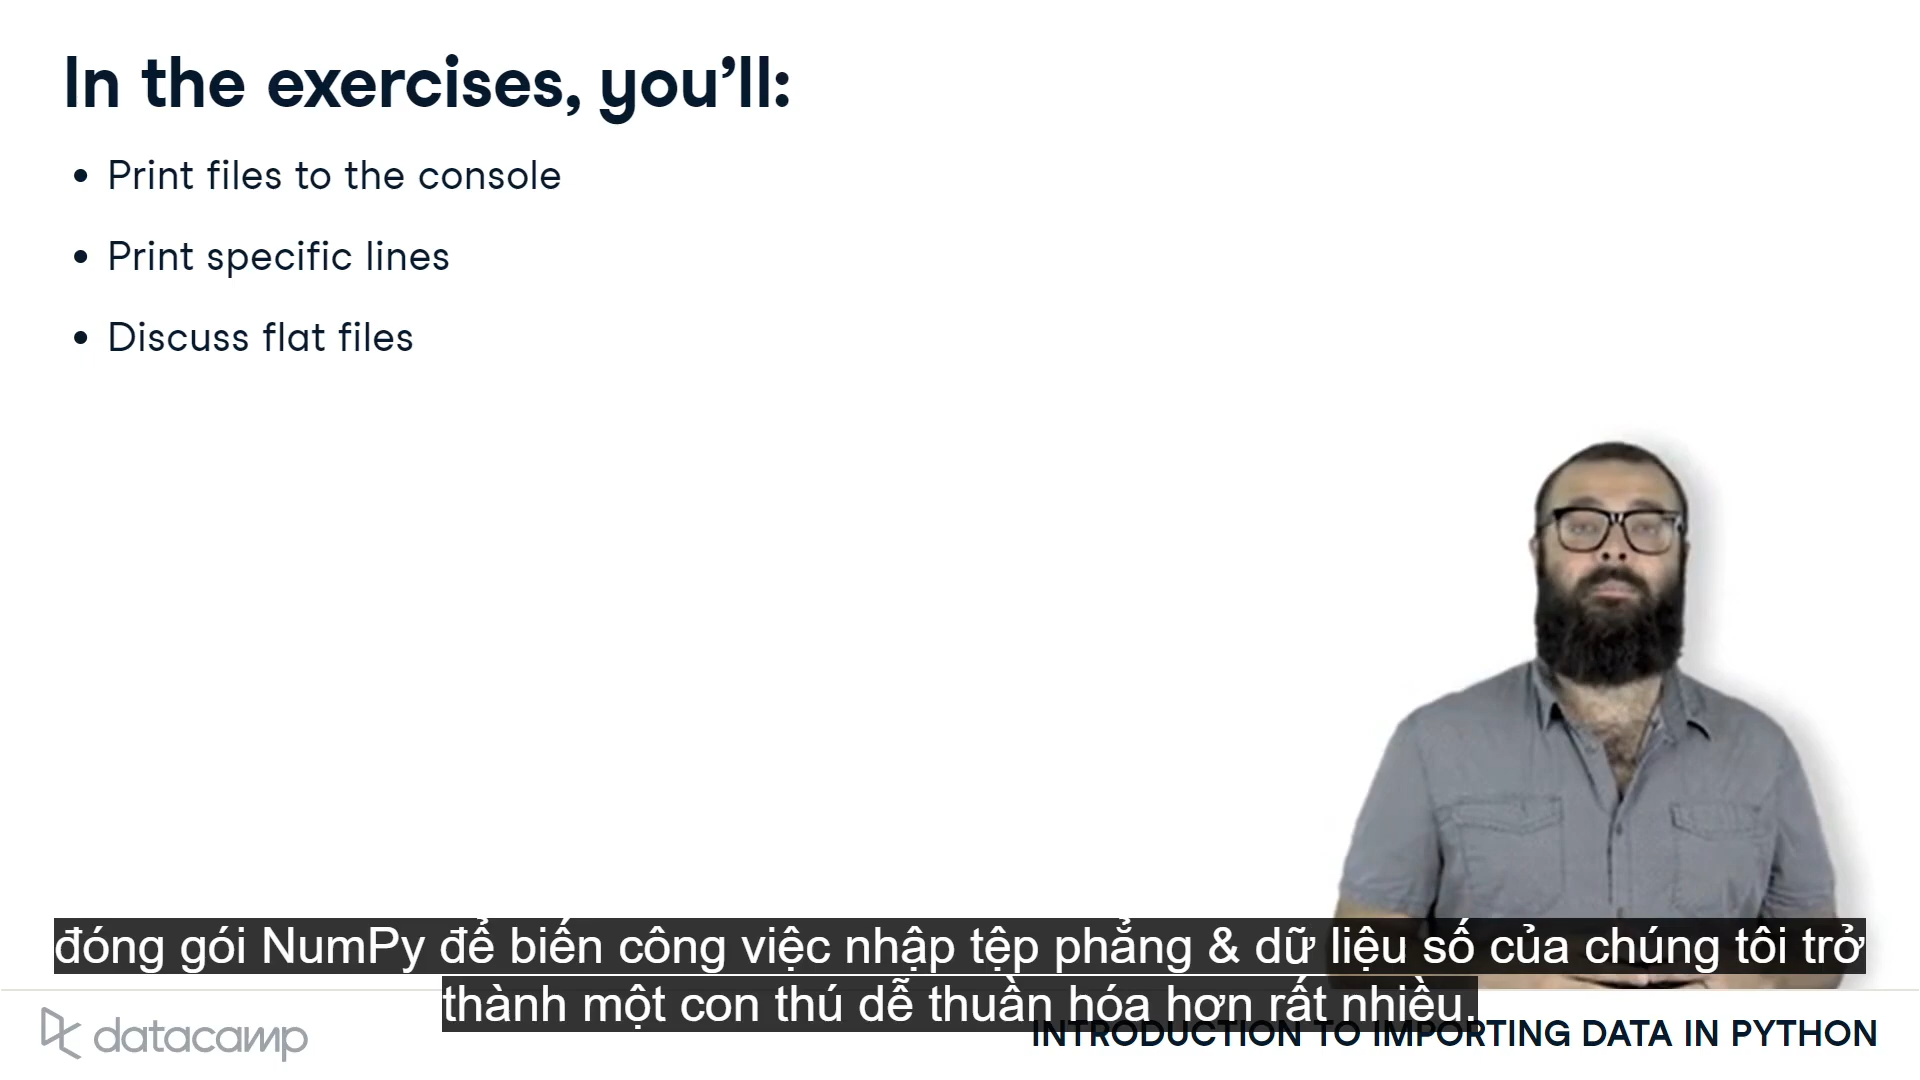 In the exercises, you’ll:
• Print files to the console
• Print specific lines
• Discuss flat files
đóng gói NumPy để biến công việc nhập tệp phẳng & dữ liệu số của chúng tôi trở
thành một con thú dễ thuần hóa hơn rất nhiều.
datacamp
INTRODUCTION TO IMPORTING DATA IN PYTHON